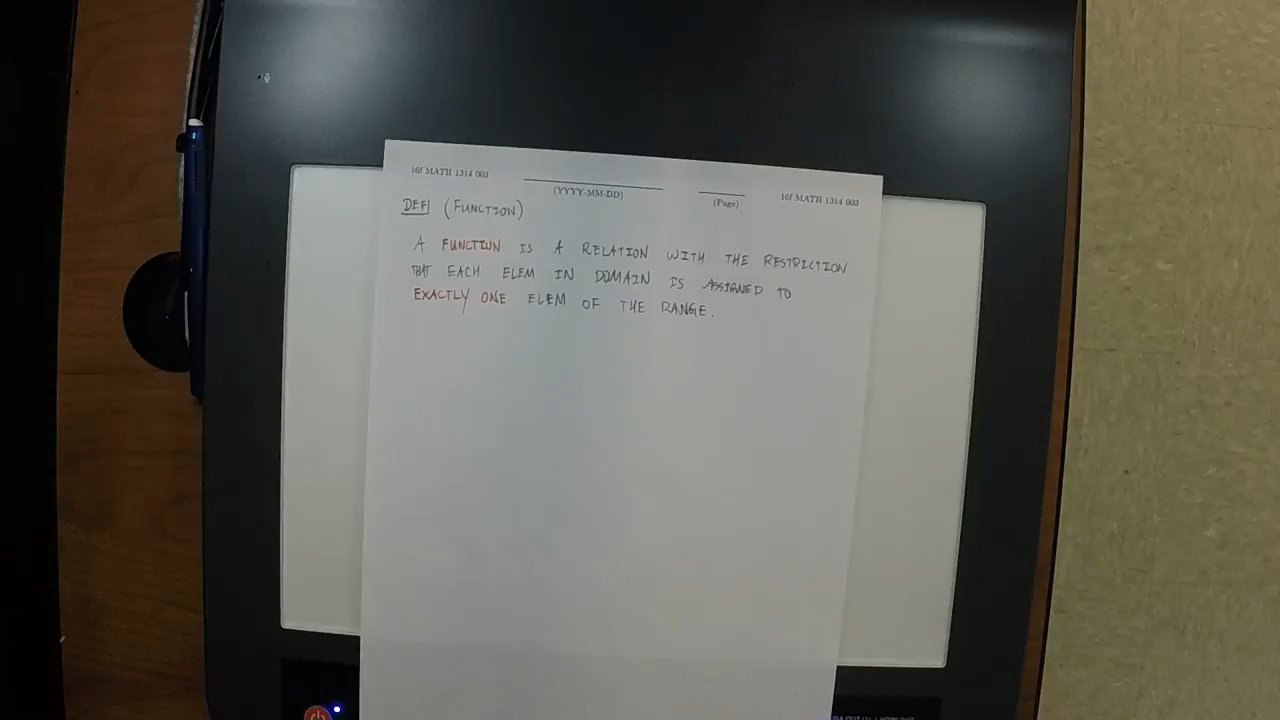 16f MATH 1314 003
(YYYY-MM-DD)
(Page)
16f MATH 1314 003
DEF (FUNCTION)
A FUNCTION IS A RELATION WITH THE RESTRICTION
THAT EACH ELEM IN DOMAIN IS ASSIGNED TO
EXACTLY ONE ELEM OF THE RANGE.